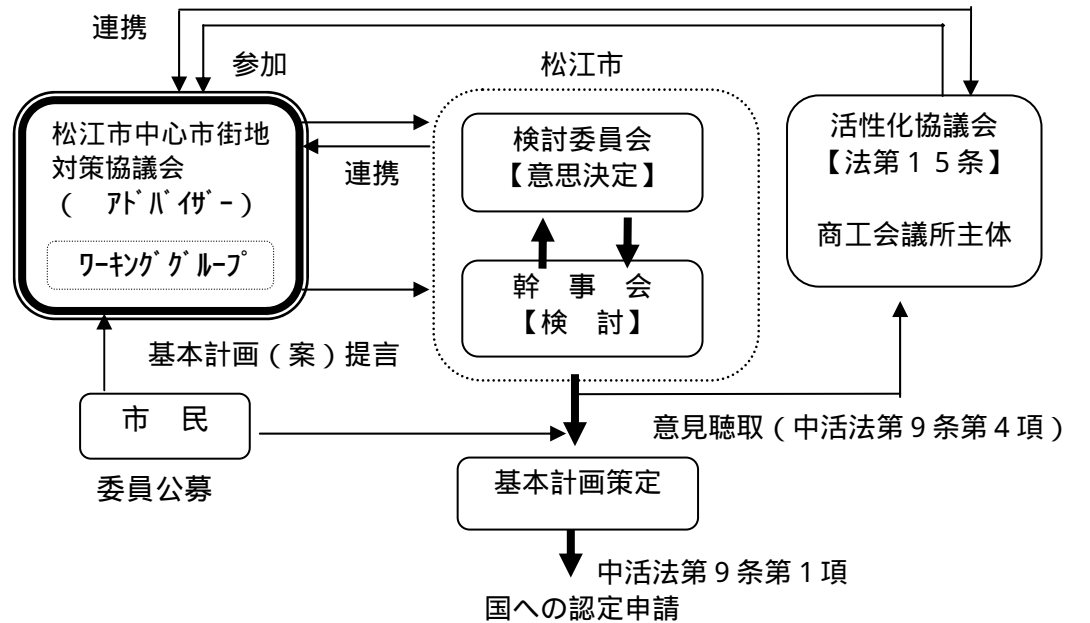 連携
参加
松江市
松江市中心市街地
対策協議会
(　ｱﾄﾞﾊﾞｲｻﾞｰ)
ﾜｰｷﾝｸﾞｸﾞﾙｰﾌﾟ
連携
検討委員会
【意思決定】
幹　事　会
【検　討】
活性化協議会
【法第１５条】
商工会議所主体
基本計画(案)提言
市　民
委員公募
意見聴取(中活法第９条第４項)
基本計画策定
中活法第９条第１項
国への認定申請